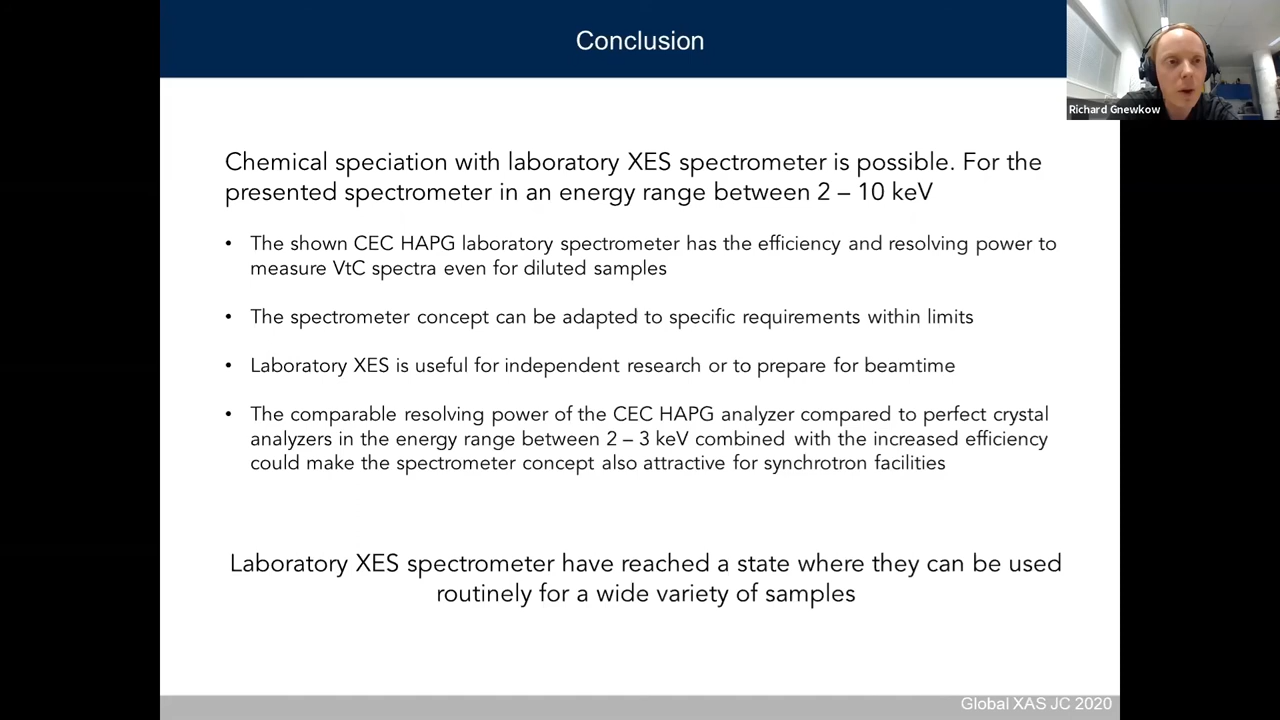 Conclusion
Richard Gnewkow
Chemical speciation with laboratory XES spectrometer is possible. For the
presented spectrometer in an energy range between 2 – 10 keV
• The shown CEC HAPG laboratory spectrometer has the efficiency and resolving power to
measure VtC spectra even for diluted samples
• The spectrometer concept can be adapted to specific requirements within limits
• Laboratory XES is useful for independent research or to prepare for beamtime
• The comparable resolving power of the CEC HAPG analyzer compared to perfect crystal
analyzers in the energy range between 2 – 3 keV combined with the increased efficiency
could make the spectrometer concept also attractive for synchrotron facilities
Laboratory XES spectrometer have reached a state where they can be used
routinely for a wide variety of samples
Global XAS JC 2020